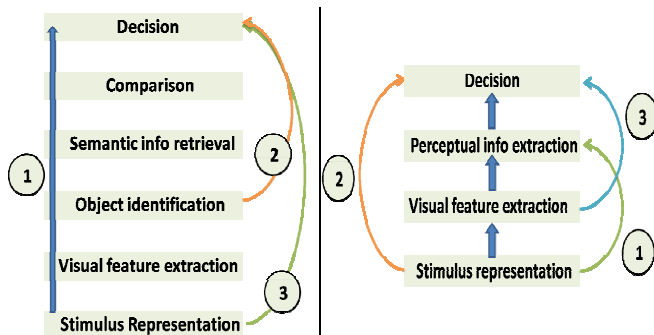 Decision
Comparison
Semantic info retrieval
Object identification
Visual feature extraction
Stimulus Representation
1
2
3
Decision
Perceptual info extraction
Visual feature extraction
Stimulus representation
2
3
1